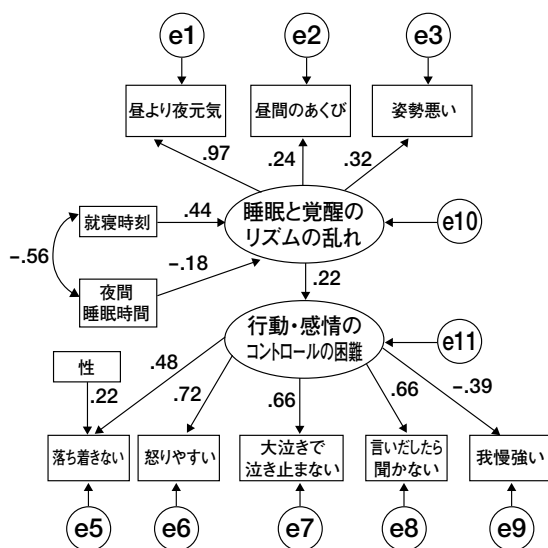 e1
e2
e3
昼より夜元気
昼間のあくび
姿勢悪い
.97
.24
.32
就寝時刻
.44
睡眠と覚醒の
リズムの乱れ
e10
-.56
-.18
夜間
睡眠時間
.22
行動・感情の
コントロールの困難
e11
性
.22
.48
.72
.66
.66
-.39
落ち着きない
怒りやすい
大泣きで
泣き止まない
言いだしたら
聞かない
我慢強い
e5
e6
e7
e8
e9